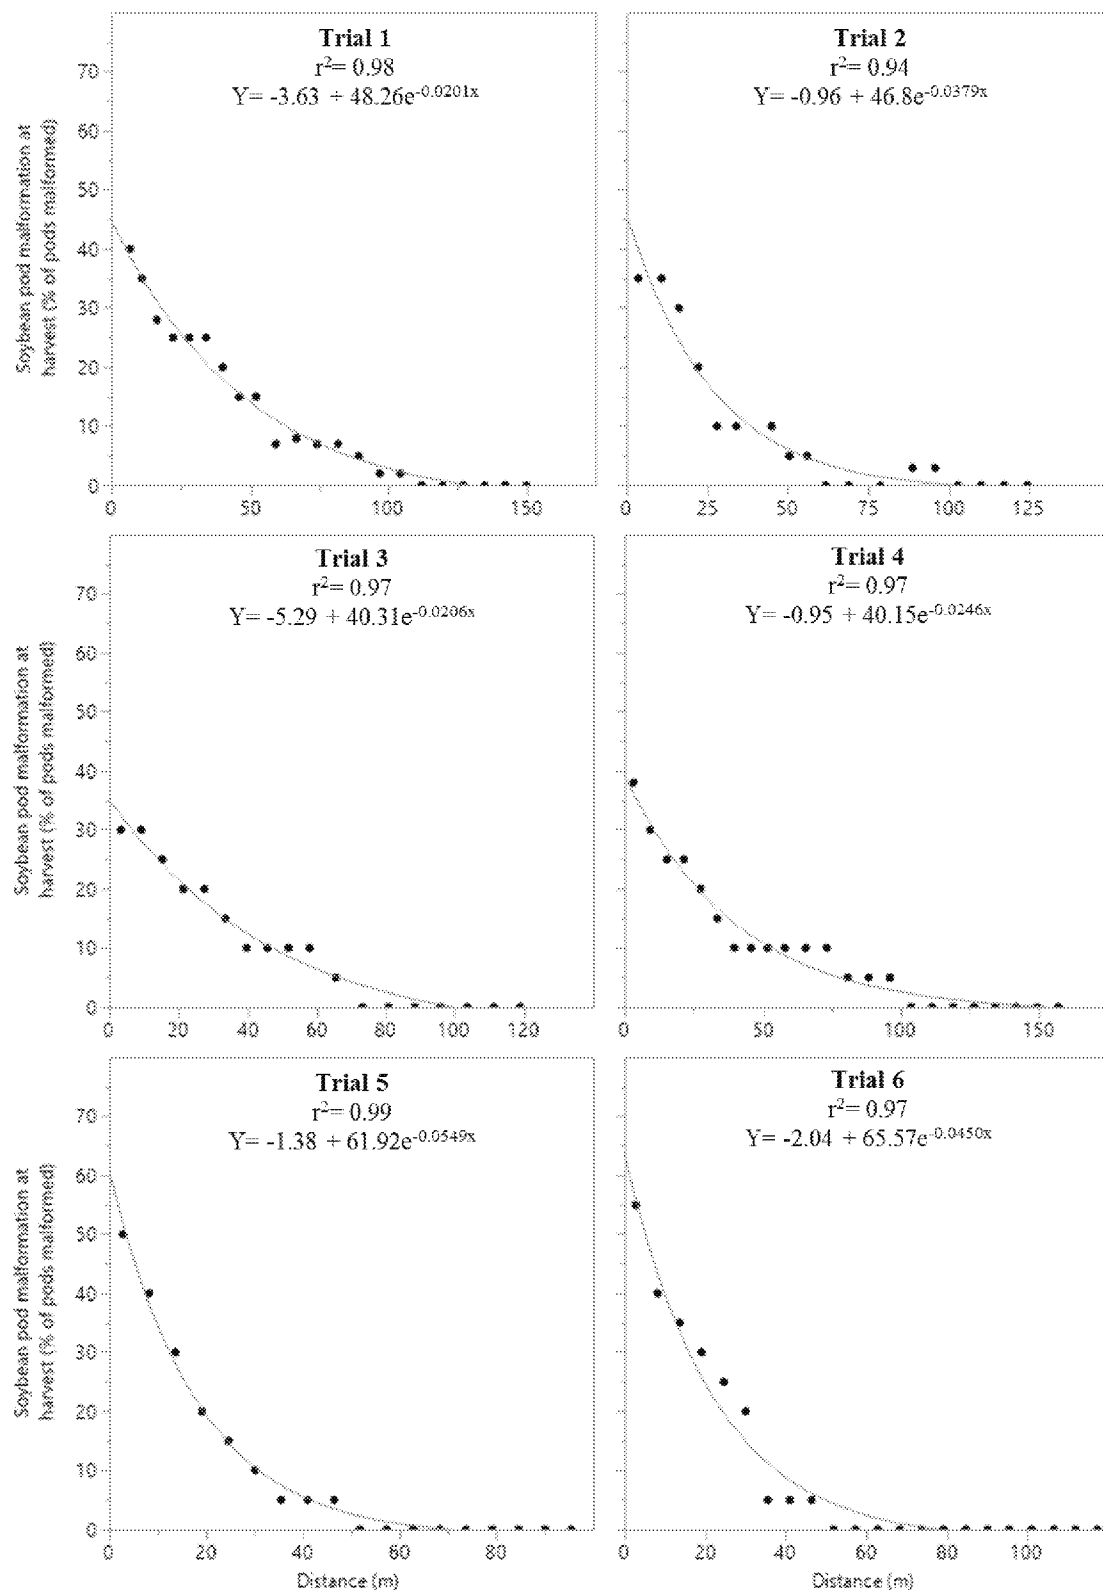 Trial 1
r²= 0.98
Y= -3.63 + 48.26e^-0.0201x
Trial 2
r²= 0.94
Y= -0.96 + 46.8e^-0.0379x
Soybean pod malformation at
harvest (% of pods malformed)
70
60
50
40
30
20
10
0
0 50 100 150
0 25 50 75 100 125
Trial 3
r²= 0.97
Y= -5.29 + 40.31e^-0.0206x
Trial 4
r²= 0.97
Y= -0.95 + 40.15e^-0.0246x
Soybean pod malformation at
harvest (% of pods malformed)
70
60
50
40
30
20
10
0
0 20 40 60 80 100 120
0 50 100 150
Trial 5
r²= 0.99
Y= -1.38 + 61.92e^-0.0549x
Trial 6
r²= 0.97
Y= -2.04 + 65.57e^-0.0450x
Soybean pod malformation at
harvest (% of pods malformed)
70
60
50
40
30
20
10
0
0 20 40 60 80
0 20 40 60 80 100
Distance (m)
Distance (m)